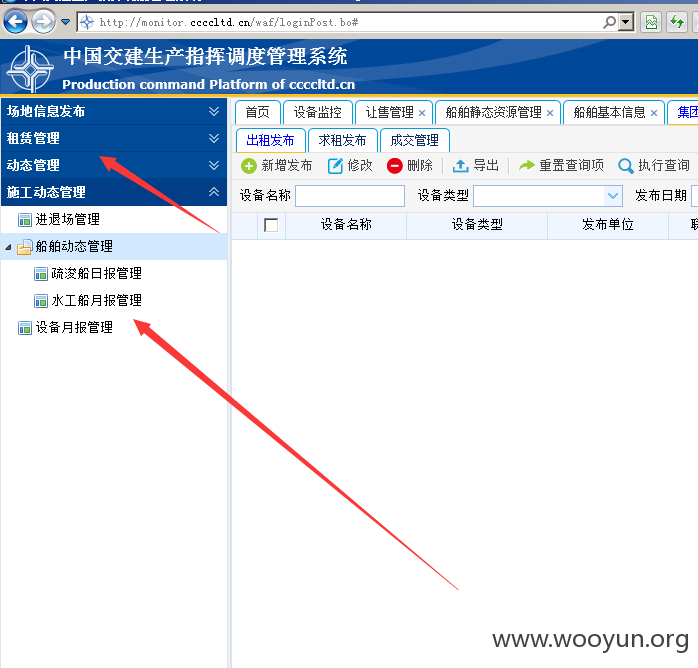 http://monitor.ccccltd.cn/waf/loginPost.bo#
中国交建生产指挥调度管理系统
Production command Platform of ccccltd.cn
场地信息发布
租赁管理
动态管理
施工动态管理
进退场管理
船舶动态管理
疏浚船日报管理
水工船月报管理
设备月报管理
首页 设备监控 让售管理 × 船舶静态资源管理 × 船舶基本信息 × 集团
出租发布 求租发布 成交管理
新增发布 修改 删除 导出 重置查询项 执行查询
设备名称 设备类型 发布日期
设备名称 设备类型 发布单位
www.wooyun.org